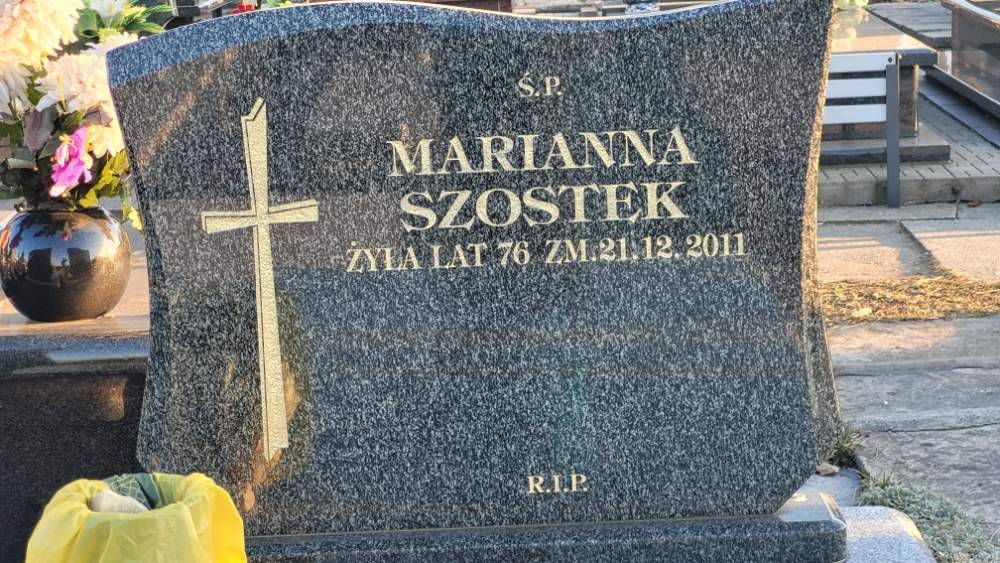 Ś.P.
MARIANNA
SZOSTEK
ŻYŁA LAT 76 ZM.21.12.2011
R.I.P.